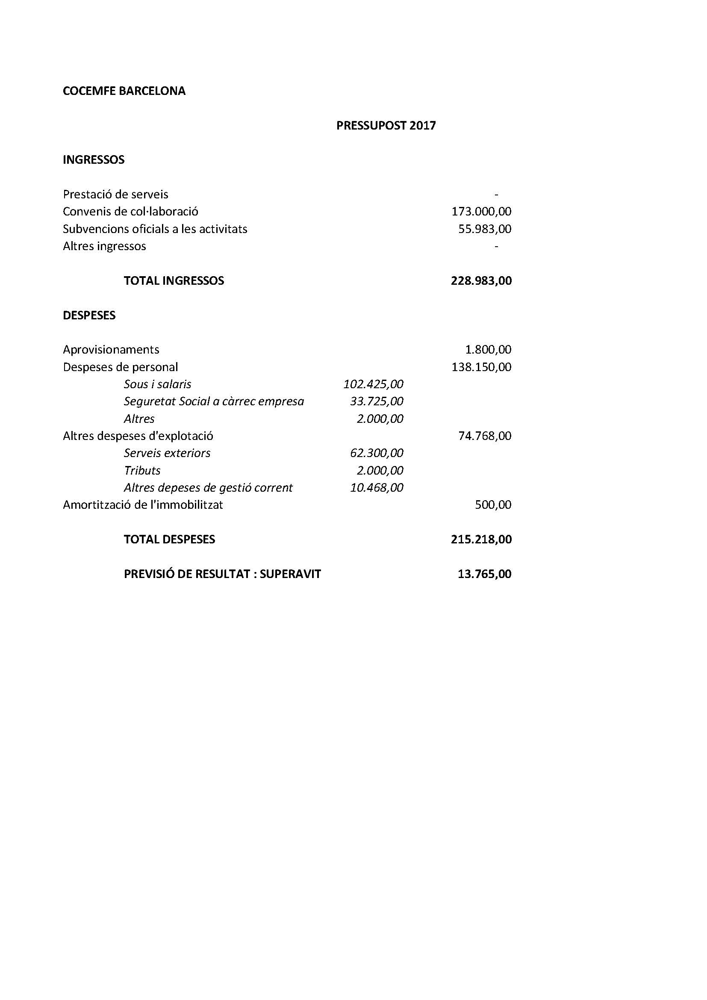 COCEMFE BARCELONA
PRESSUPOST 2017
INGRESSOS
Prestació de serveis -
Convenis de col·laboració 173.000,00
Subvencions oficials a les activitats 55.983,00
Altres ingressos -
TOTAL INGRESSOS 228.983,00
DESPESES
Aprovisionaments 1.800,00
Despeses de personal 138.150,00
Sous i salaris 102.425,00
Seguretat Social a càrrec empresa 33.725,00
Altres 2.000,00
Altres despeses d'explotació 74.768,00
Serveis exteriors 62.300,00
Tributs 2.000,00
Altres depeses de gestió corrent 10.468,00
Amortització de l'immobilitzat 500,00
TOTAL DESPESES 215.218,00
PREVISIÓ DE RESULTAT : SUPERAVIT 13.765,00